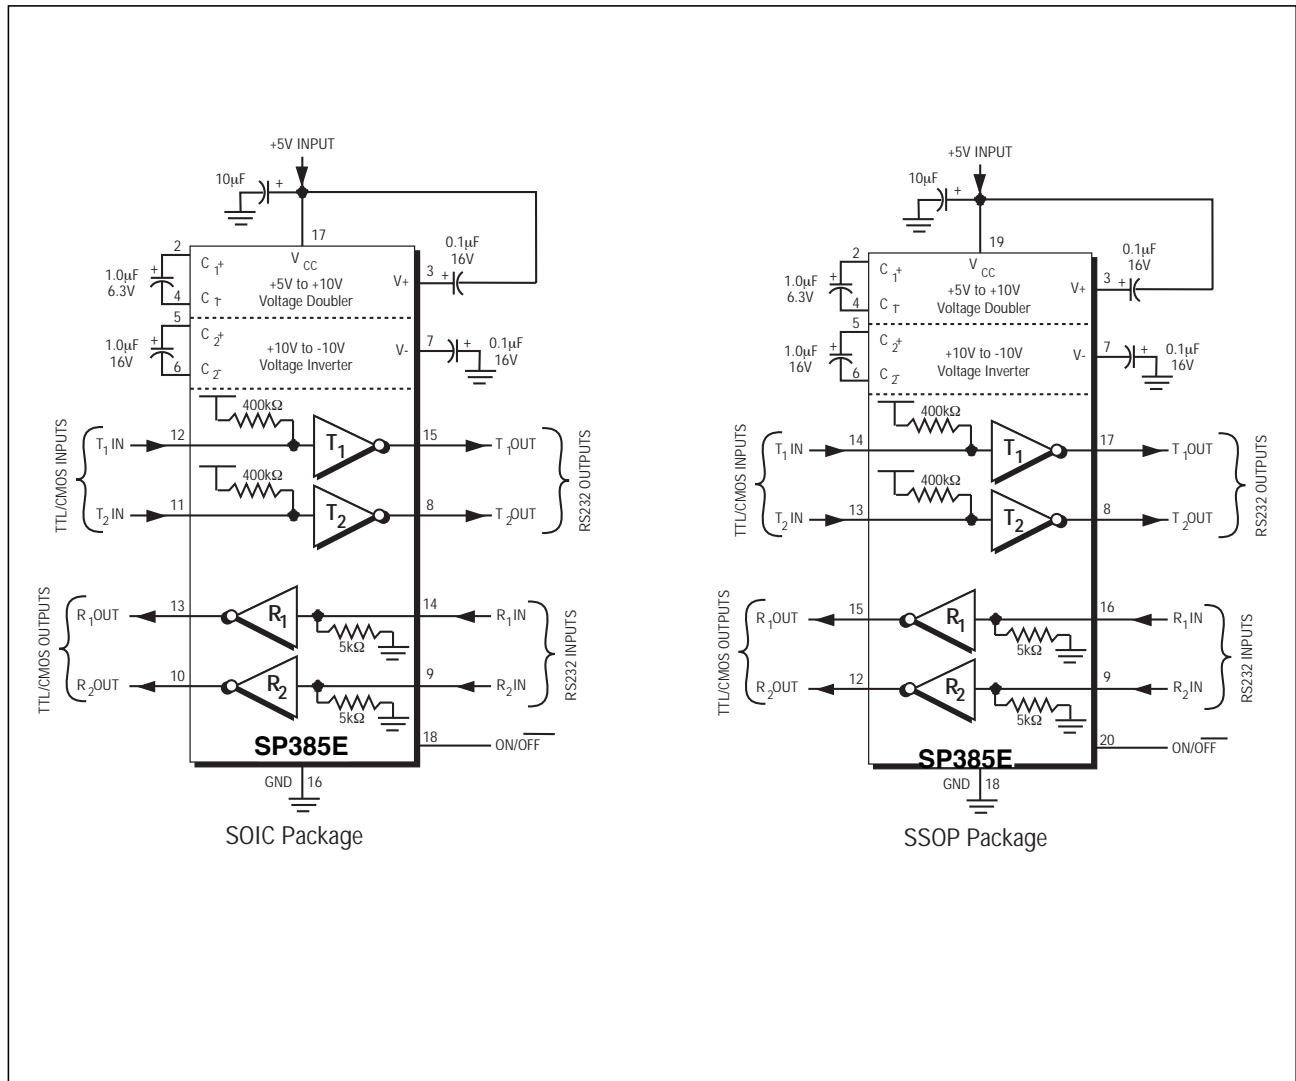 +5V INPUT
10µF
+
17
2
VCC
C1+
+5V to +10V
Voltage Doubler
V+
3
+
0.1µF
16V
1.0µF
6.3V
+
4
C1-
5
C2+
+10V to -10V
Voltage Inverter
V-
7
+
0.1µF
16V
1.0µF
16V
+
6
C2-
400kΩ
TTL/CMOS INPUTS
T1 IN
12
T1
15
T1OUT
RS232 OUTPUTS
400kΩ
T2 IN
11
T2
8
T2OUT
TTL/CMOS OUTPUTS
R1OUT
13
R1
14
R1IN
RS232 INPUTS
5kΩ
R2OUT
10
R2
9
R2IN
5kΩ
SP385E
18
ON/OFF
GND 16
SOIC Package
+5V INPUT
10µF
+
19
2
VCC
C1+
+5V to +10V
Voltage Doubler
V+
3
+
0.1µF
16V
1.0µF
6.3V
+
4
C1-
5
C2+
+10V to -10V
Voltage Inverter
V-
7
+
0.1µF
16V
1.0µF
16V
+
6
C2-
400kΩ
TTL/CMOS INPUTS
T1 IN
14
T1
17
T1OUT
RS232 OUTPUTS
400kΩ
T2 IN
13
T2
8
T2OUT
TTL/CMOS OUTPUTS
R1OUT
15
R1
16
R1IN
RS232 INPUTS
5kΩ
R2OUT
12
R2
9
R2IN
5kΩ
SP385E
20
ON/OFF
GND 18
SSOP Package